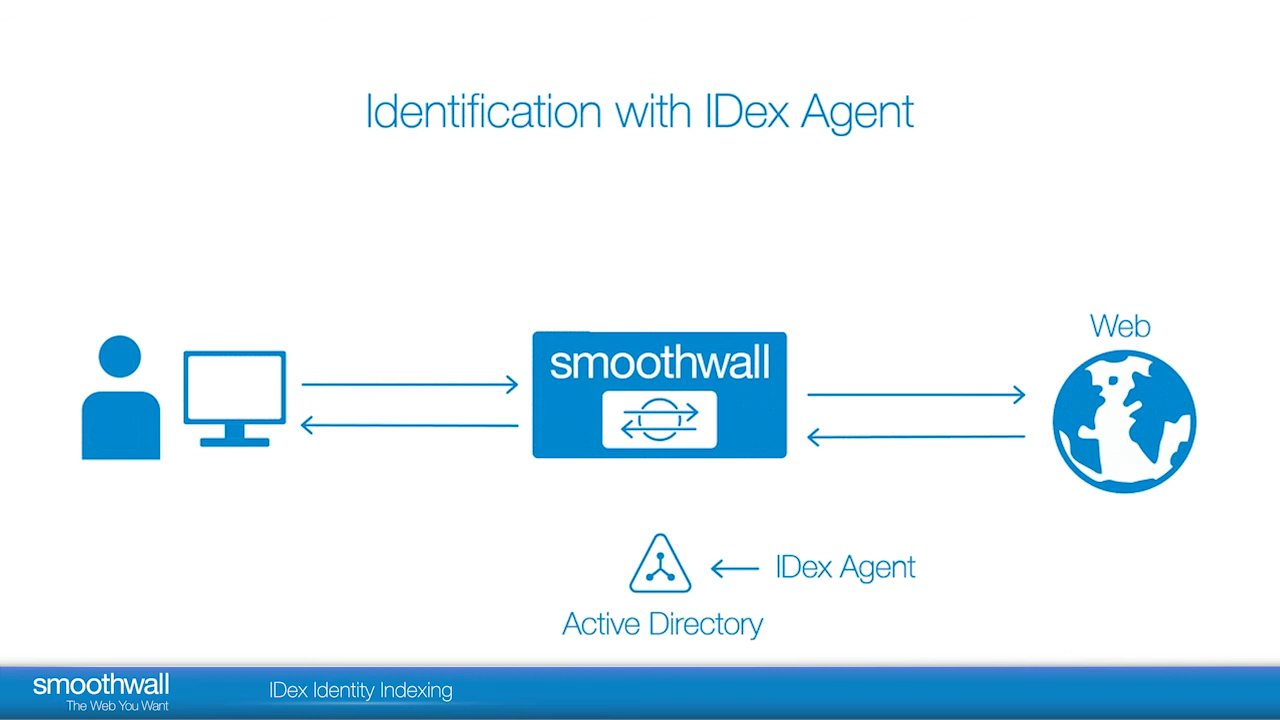 Identification with IDex Agent
Web
smoothwall
IDex Agent
Active Directory
smoothwall
The Web You Want
IDex Identity Indexing